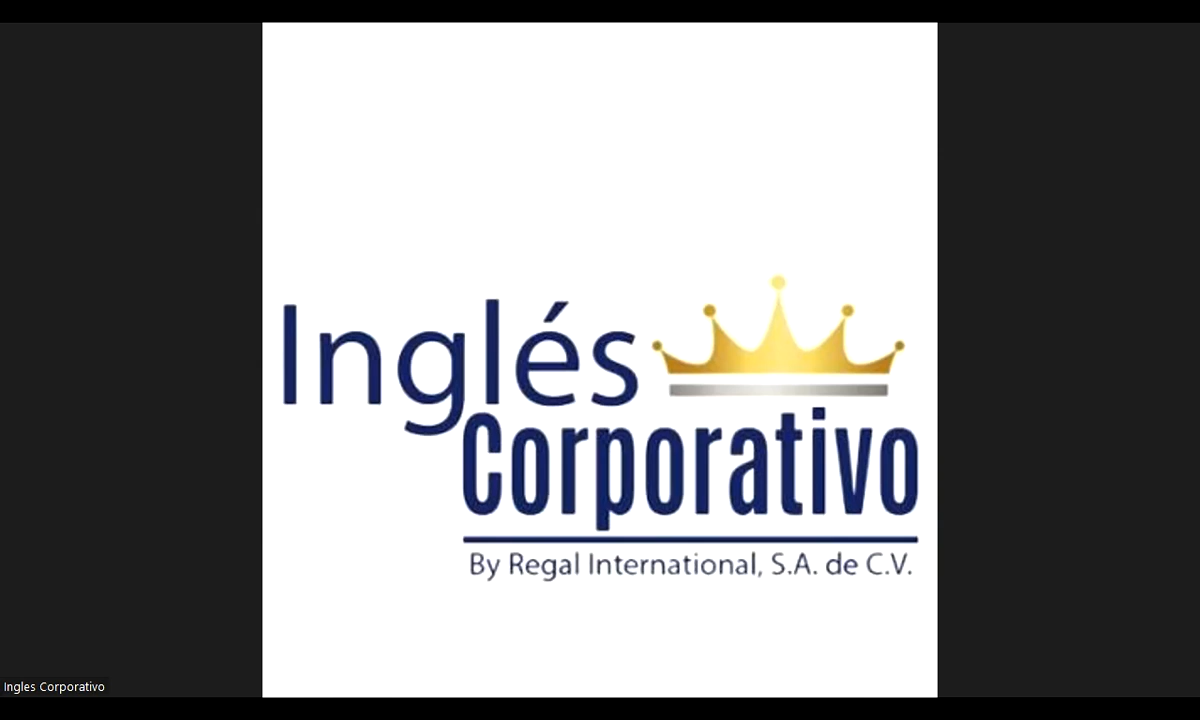 Inglés
Corporativo
By Regal International, S.A. de C.V.
Ingles Corporativo